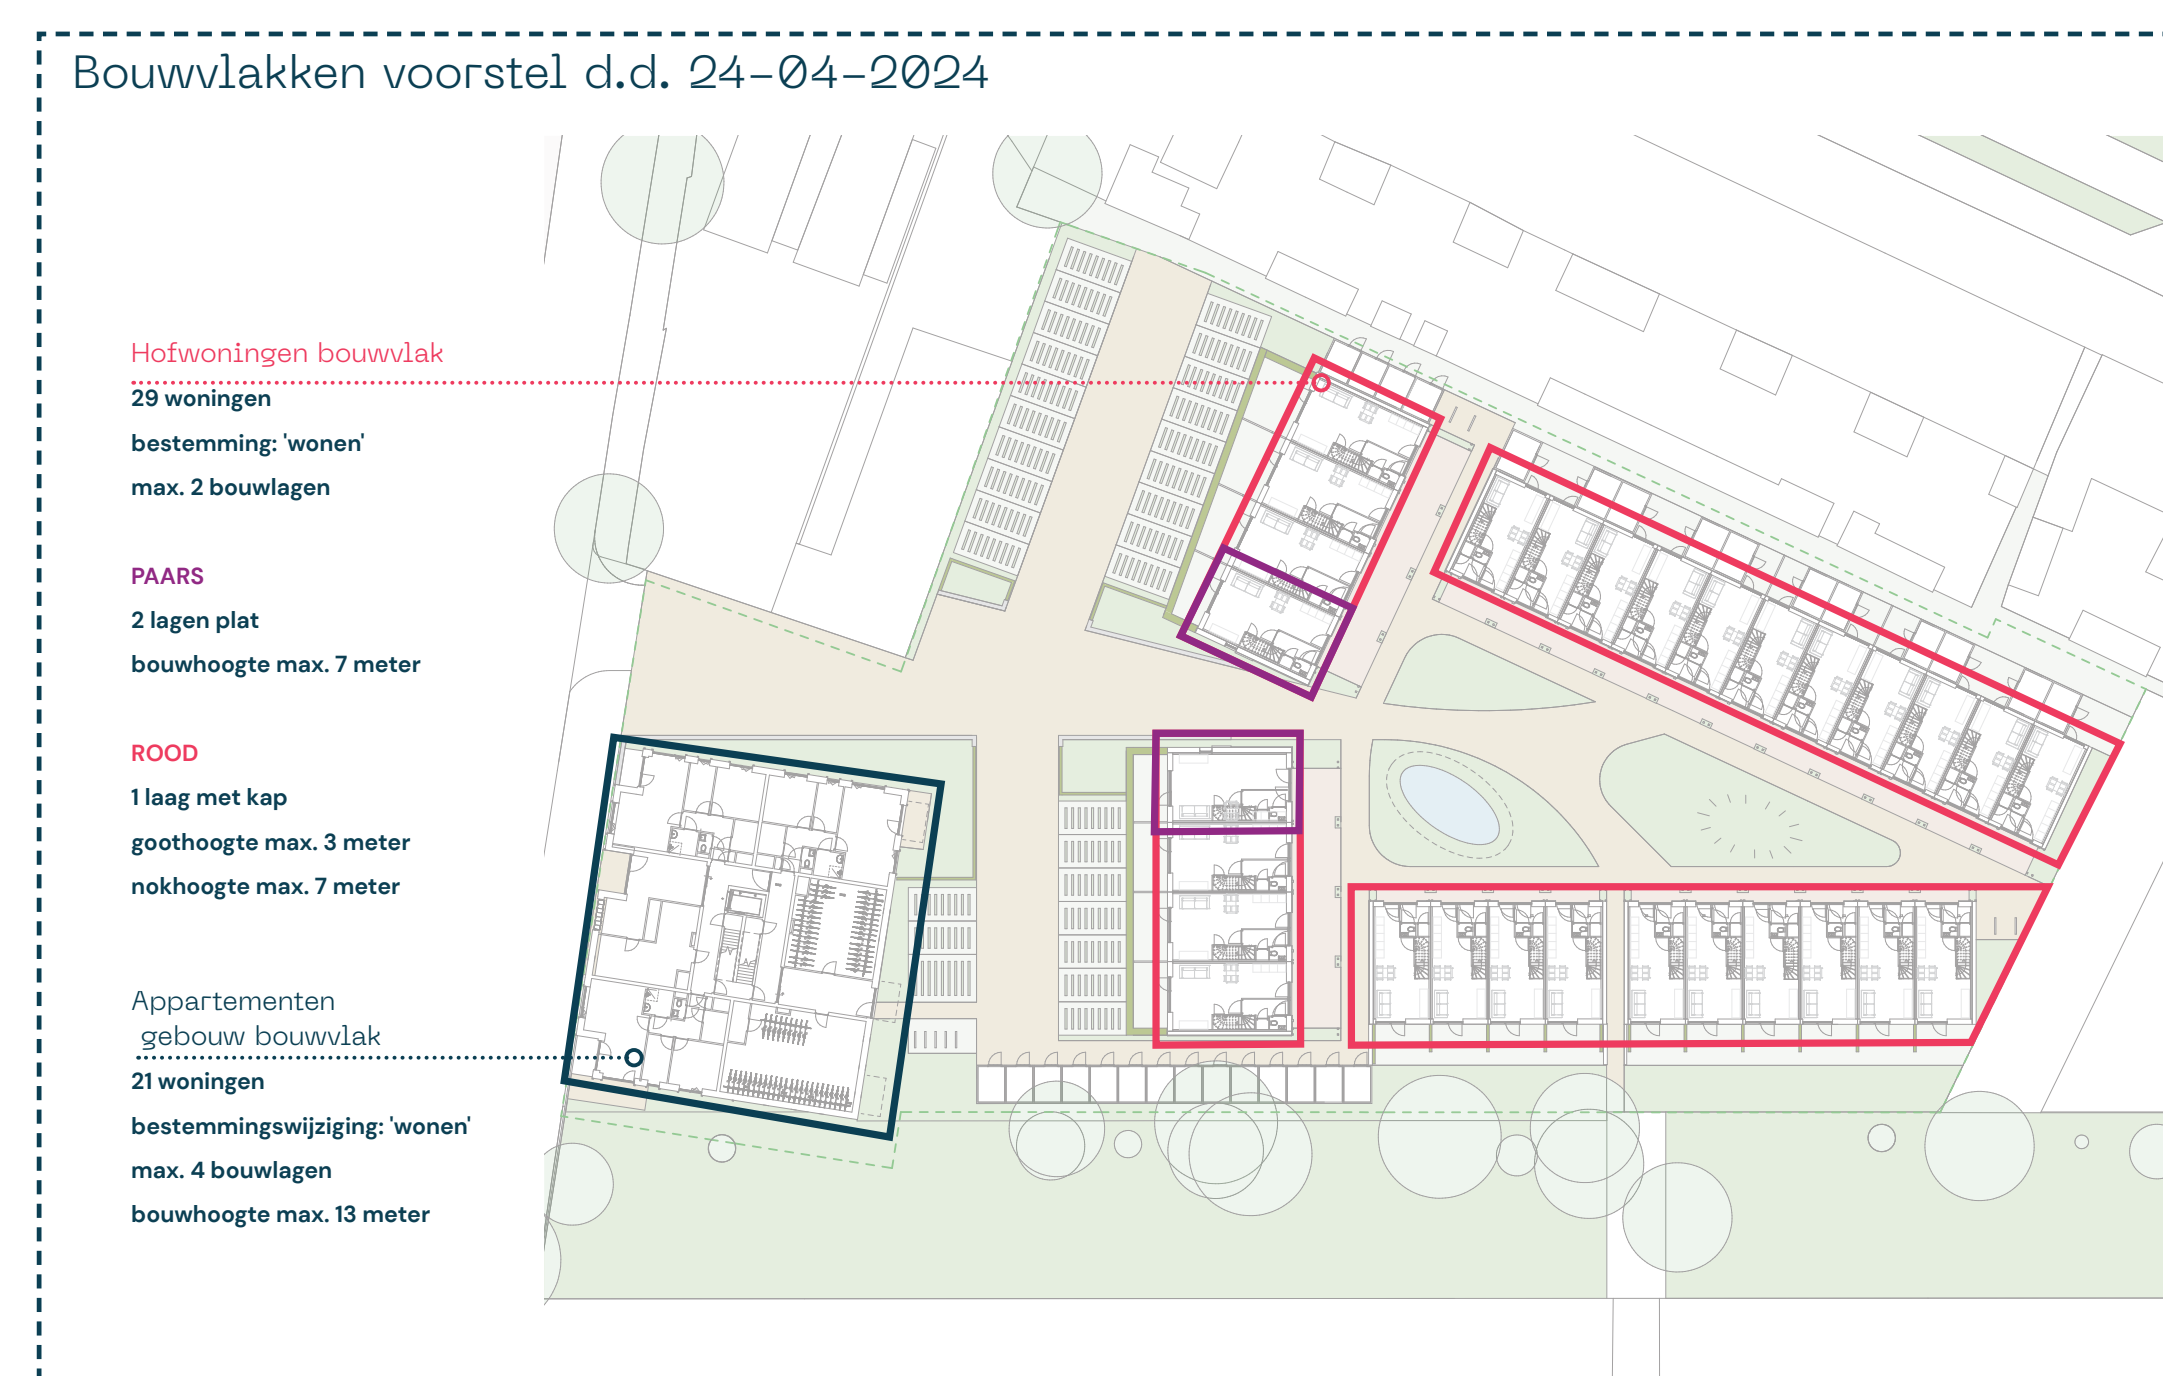 Bouwvlakken voorstel d.d. 24-04-2024
Hofwoningen bouwvlak
29 woningen
bestemming: 'wonen'
max. 2 bouwlagen
PAARS
2 lagen plat
bouwhoogte max. 7 meter
ROOD
1 laag met kap
goothoogte max. 3 meter
nokhoogte max. 7 meter
Appartementen
gebouw bouwvlak
21 woningen
bestemmingswijziging: 'wonen'
max. 4 bouwlagen
bouwhoogte max. 13 meter